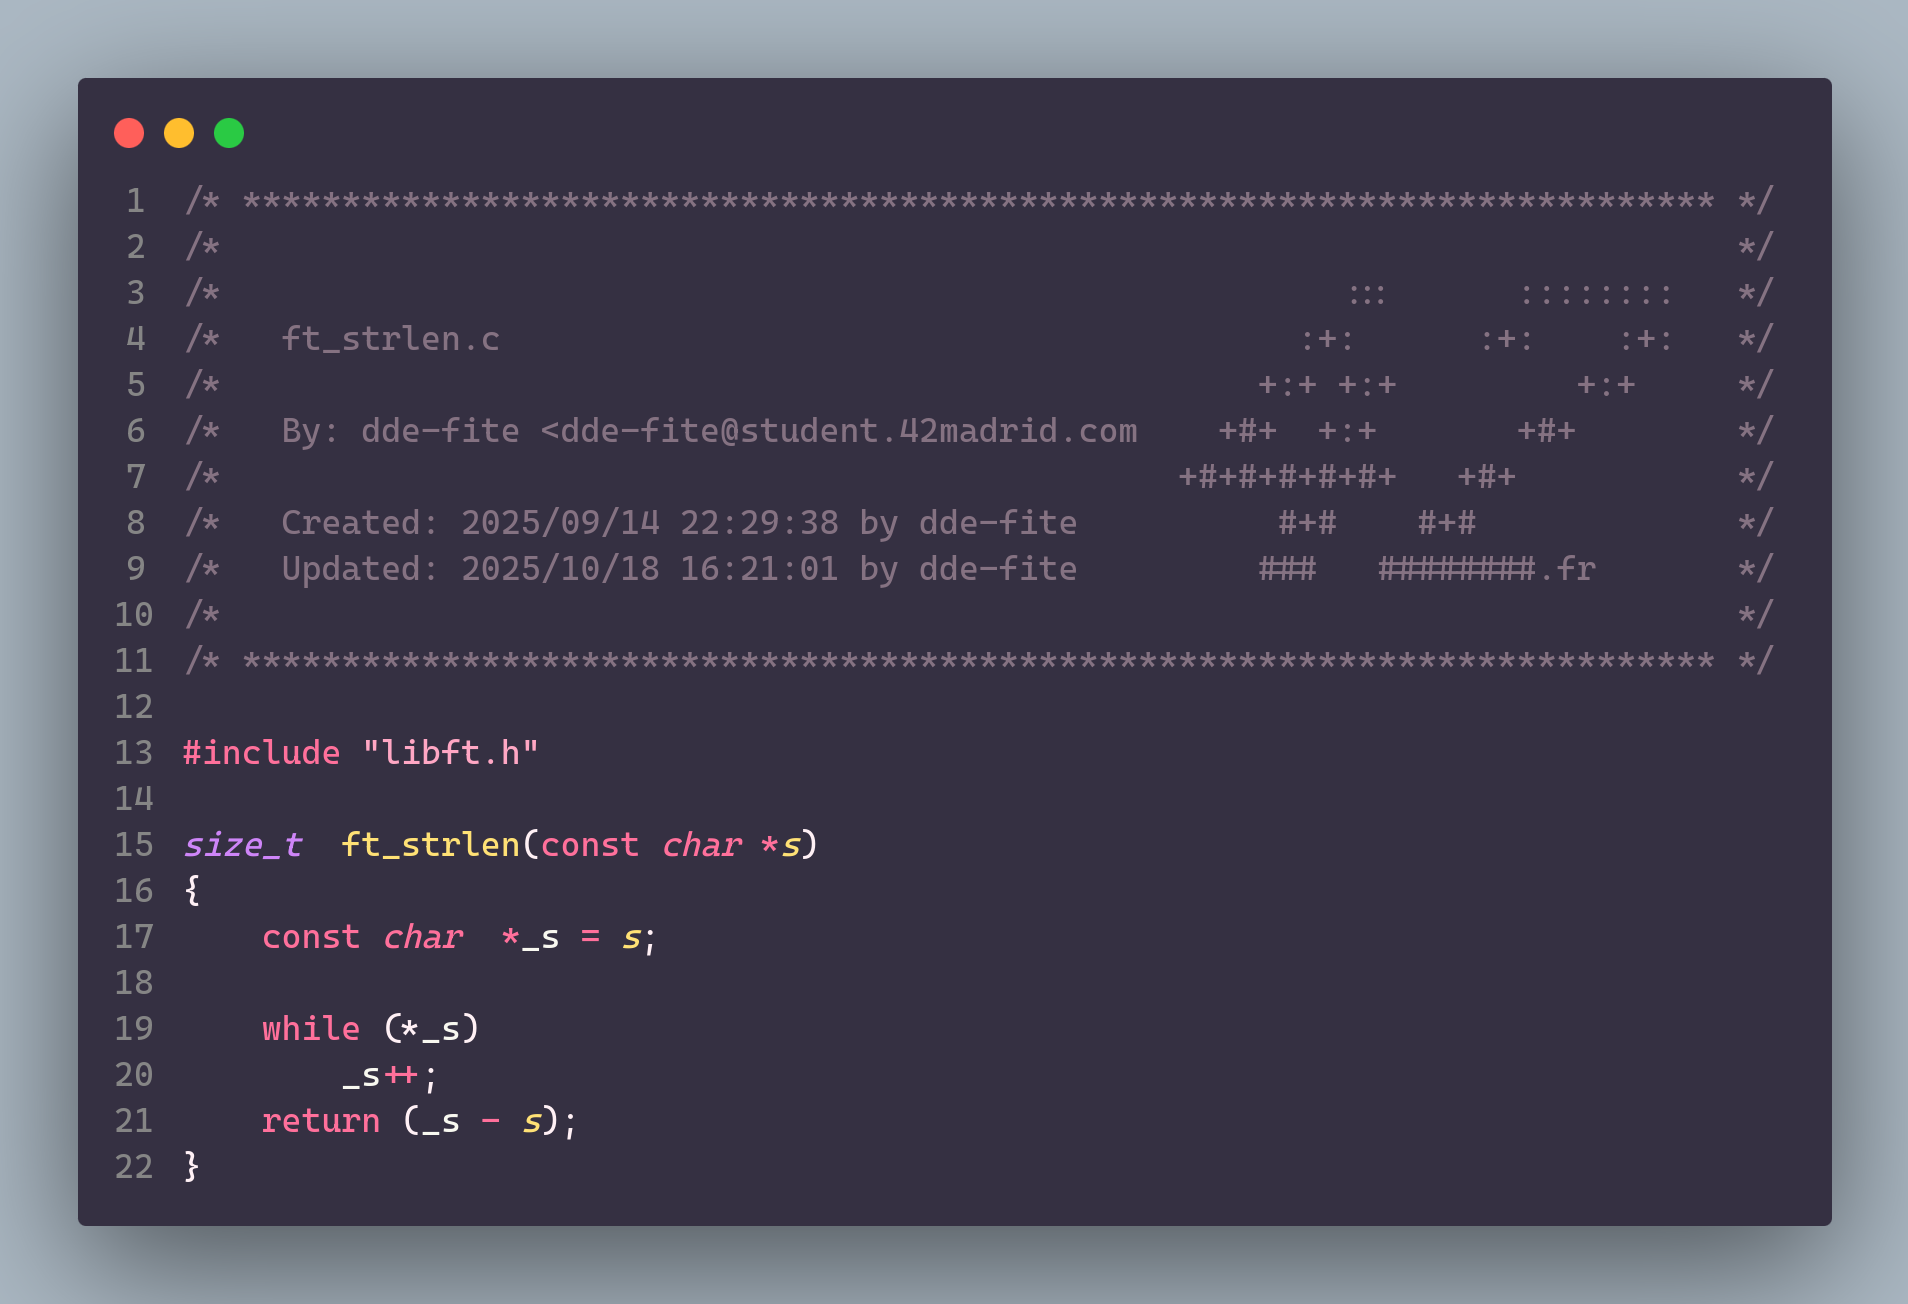 1 /* ************************************************************************** */
2 /*                                                                            */
3 /*                                                         :::      ::::::::  */
4 /*   ft_strlen.c                                        :+:      :+:    :+:   */
5 /*                                                    +:+ +:+         +:+     */
6 /*   By: dde-fite <dde-fite@student.42madrid.com    +#+  +:+       +#+        */
7 /*                                                +#+#+#+#+#+   +#+           */
8 /*   Created: 2025/09/14 22:29:38 by dde-fite          #+#    #+#             */
9 /*   Updated: 2025/10/18 16:21:01 by dde-fite         ###   ########.fr       */
10 /*                                                                            */
11 /* ************************************************************************** */
12
13 #include "libft.h"
14
15 size_t  ft_strlen(const char *s)
16 {
17     const char  *_s = s;
18
19     while (*_s)
20         _s++;
21     return (_s - s);
22 }